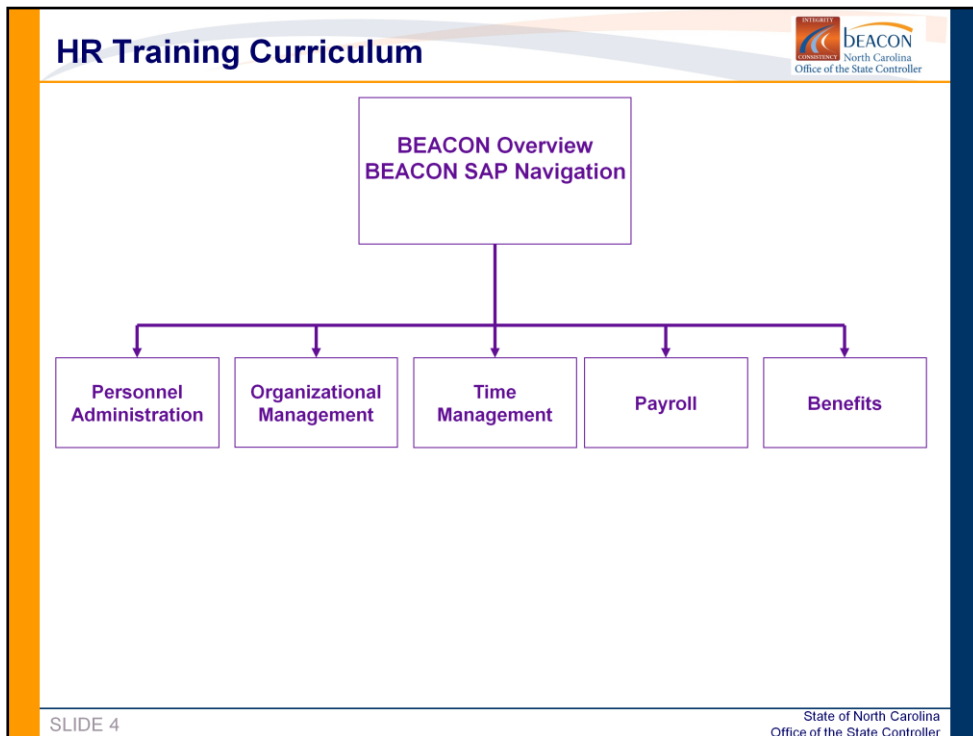 HR Training Curriculum
INTEGRITY
CONSISTENCY
bEACON
North Carolina
Office of the State Controller
BEACON Overview
BEACON SAP Navigation
Personnel
Administration
Organizational
Management
Time
Management
Payroll
Benefits
SLIDE 4
State of North Carolina
Office of the State Controller